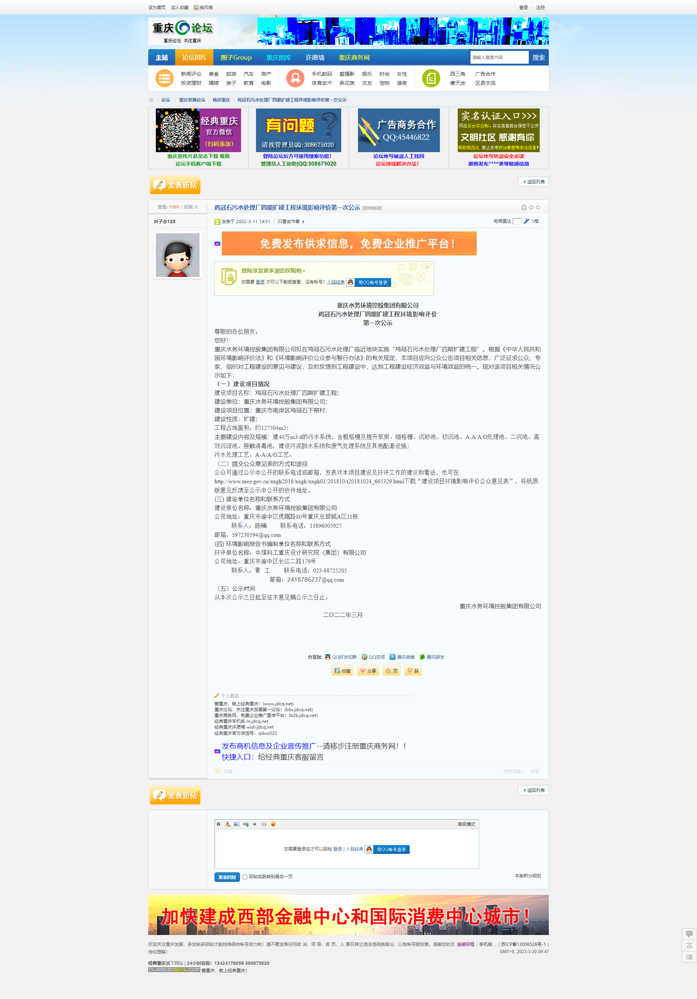 设为首页 加入收藏 换风格 登录 注册
重庆论坛
重庆论坛 关注重庆
主站 论坛BBS 圈子Group 重庆图库 许愿墙 重庆商务网 请输入搜索内容 搜索
新闻评论 美食 旅游 汽车 房产 手机数码 爱摄影 娱乐 时尚 女性 西三角 广告合作
投资理财 婚嫁 亲子 教育 电影 体育武术 养花族 交友 宠物 猎奇 摩天迷 区县交流
论坛 重庆发展论坛 畅谈重庆 鸡冠石污水处理厂四期扩建工程环境影响评价第一次公示
经典重庆
官方微信
（扫码添加）
重庆宣传片及杂志下载 观看
论坛手机客户端下载
有问题？
请找管理员QQ:308675020
登陆论坛后方可使用搜索功能！
管理员人工协助|QQ:308675020
广告商务合作
QQ:45446822
论坛帐号被盗人工找回
论坛掉线解决办法！
实名认证入口>>>
网名后台实名制，实名信息前台保密不公开
文明社区 感谢有你
昵称规范化 禁止发布政治敏感等非法信息！
论坛帐号防盗安全必读
谢绝发布****类等敏感信息
发表新帖 返回列表
查看: 1989 | 回复: 0
鸡冠石污水处理厂四期扩建工程环境影响评价第一次公示 [复制链接]
叶子@123
发表于 2022-3-11 14:51 | 只看该作者 电梯直达 1楼
AD 免费发布供求信息，免费企业推广平台！
登陆享受更多浏览权限哟~
您需要 登录 才可以下载或查看，没有帐号？入驻经典 用QQ帐号登录
重庆水务环境控股集团有限公司
鸡冠石污水处理厂四期扩建工程环境影响评价
第一次公示
尊敬的各位朋友：
您好！
重庆水务环境控股集团有限公司拟在鸡冠石污水处理厂临近地块实施“鸡冠石污水处理厂四期扩建工程”。根据《中华人民共和
国环境影响评价法》和《环境影响评价公众参与暂行办法》的有关规定，本项目应向公众公告项目相关信息，广泛征求公众、专
家、组织对工程建设的意见与建议，及时反馈到工程建设中，达到工程建设经济效益与环境效益的统一。现对该项目相关情况公
示如下：
（一）建设项目情况
建设项目名称：鸡冠石污水处理厂四期扩建工程；
建设单位：重庆水务环境控股集团有限公司；
建设项目位置：重庆市南岸区鸡冠石下窑村；
建设性质：扩建；
工程占地面积：约127504m2；
主要建设内容及规模：建40万m3/d的污水系统，含粗格栅及提升泵房、细格栅、沉砂池、初沉池、A-A/A/O处理池、二沉池、高
效沉淀池、接触消毒池，建设污泥脱水系统和废气处理系统及其他配套设施；
污水处理工艺：A-A/A/O工艺。
（二）提交公众意见表的方式和途径
公众可通过公示中公开的联系电话或邮箱，发表对本项目建设及环评工作的建议和看法，也可在
http://www.mee.gov.cn/xxgk2018/xxgk/xxgk01/201810/t20181024_665329.html下载“建设项目环境影响评价公众意见表”，将纸质
版意见反馈至公示中公开的收件地址。
(三) 建设单位名称和联系方式
建设单位名称：重庆水务环境控股集团有限公司
公司地址：重庆市渝中区虎踞路80号重庆总部城A区11栋
联系人：陈楠 联系电话：13896005927
邮箱：597230594@qq.com
(四) 环境影响报告书编制单位名称和联系方式
环评单位名称：中煤科工重庆设计研究院（集团）有限公司
公司地址：重庆市渝中区长江二路179号
联系人：黄 工 联系电话：023-68725205
邮箱：2418786237@qq.com
（五）公示时间
从本次公示之日起至征求意见稿公示之日止。
重庆水务环境控股集团有限公司
二〇二二年三月
分享到: QQ好友和群 QQ空间 腾讯微博 腾讯朋友
收藏 分享 顶 踩
个人签名
爱重庆，就上经典重庆！(www.jdcq.net)
重庆论坛，关注重庆发展第一论坛！(bbs.jdcq.net)
重庆商务网，免费企业推广宣传平台！(b2b.jdcq.net)
经典重庆手机版 m.jdcq.net
经典重庆许愿墙 wish.jdcq.net
经典重庆官方微信号：qdwz023
AD 发布商机信息及企业宣传推广--请移步注册重庆商务网！！
快捷入口：给经典重庆客服留言
回复 使用道具 举报
发表新帖 返回列表
B A “ <> 高级模式
您需要登录后才可以回帖 登录 | 入驻经典 用QQ帐号登录
发表回复 回帖后跳转到最后一页 本版积分规则
加快建成西部金融中心和国际消费中心城市！
欢迎关注重庆发展，多发帖多回帖才能持续保持帐号活力哟！请不要发表任何政 治，领 导，官 员，人 事及其它违法违规类言论，以免帐号被封禁。感谢您的支 连接招租 | 手机版 | ( 苏ICP备13006526号-1 )
持和理解！ GMT+8, 2023-3-20 09:47
经典重庆旗下网站 | 24小时客服：13424176859 308675020
爱重庆，就上经典重庆！